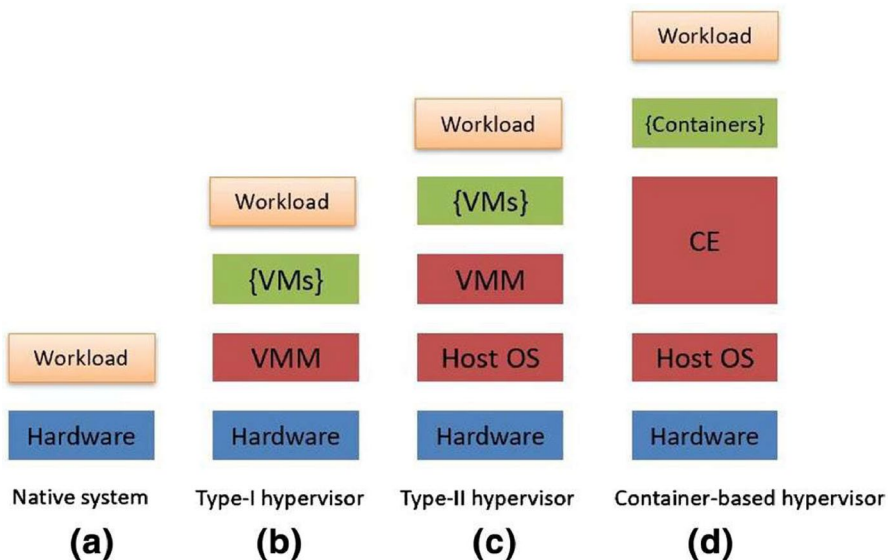 Workload
Workload
{Containers}
Workload
{VMs}
CE
{VMs}
VMM
Workload
VMM
Host OS
Host OS
Hardware
Hardware
Hardware
Hardware
Native system
Type-I hypervisor
Type-II hypervisor
Container-based hypervisor
(a)
(b)
(c)
(d)